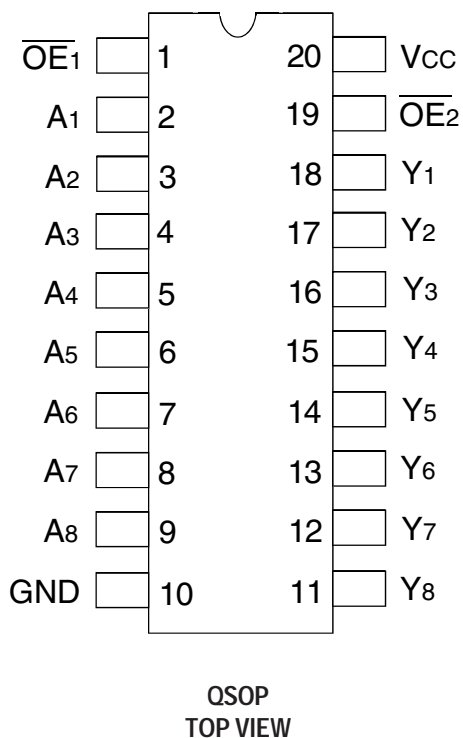 O̅E̅1 1 20 VCC
A1 2 19 O̅E̅2
A2 3 18 Y1
A3 4 17 Y2
A4 5 16 Y3
A5 6 15 Y4
A6 7 14 Y5
A7 8 13 Y6
A8 9 12 Y7
GND 10 11 Y8
QSOP
TOP VIEW